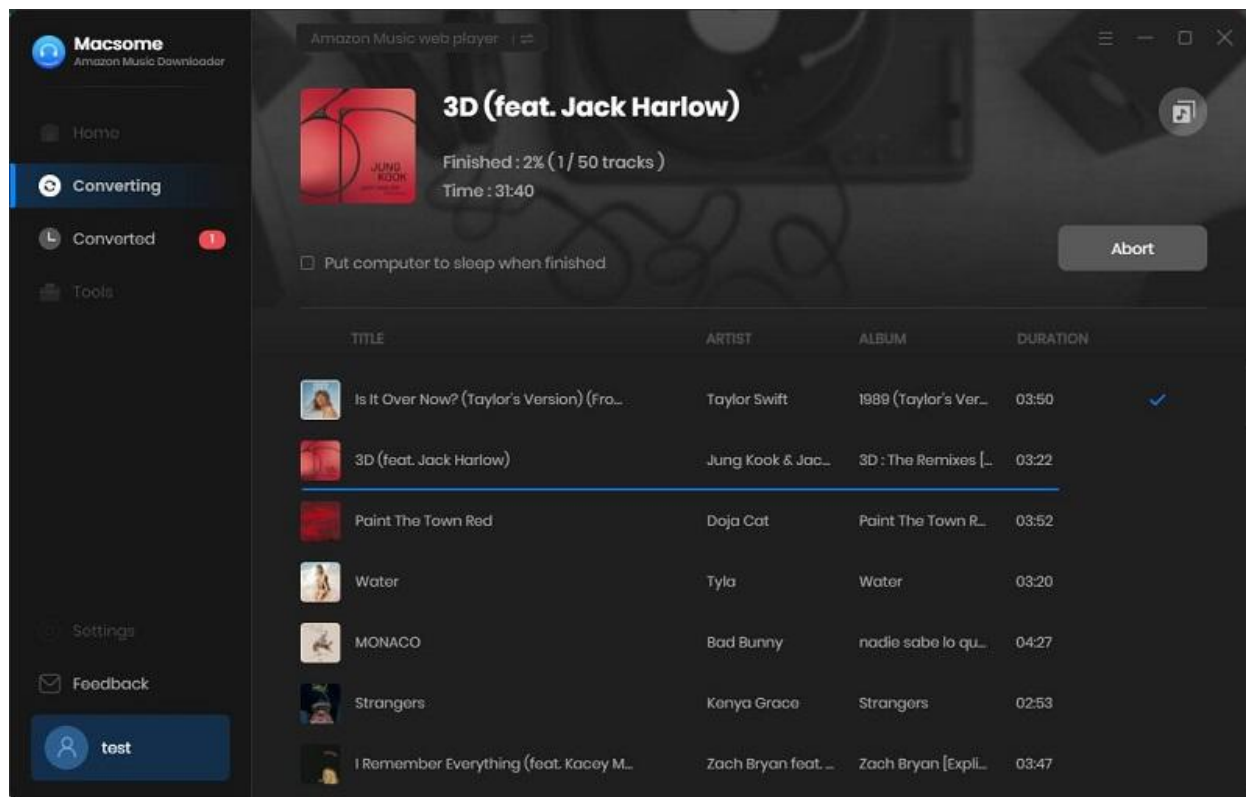 Macsome
Amazon Music Downloader
Home
Converting
Converted 1
Tools
Settings
Feedback
test
Amazon Music web player
3D (feat. Jack Harlow)
JUNG
KOOK
Finished : 2% ( 1 / 50 tracks )
Time : 31:40
Put computer to sleep when finished
Abort
TITLE ARTIST ALBUM DURATION
Is It Over Now? (Taylor's Version) (Fro... Taylor Swift 1989 (Taylor's Ver... 03:50
3D (feat. Jack Harlow) Jung Kook & Jac... 3D : The Remixes [... 03:22
Paint The Town Red Doja Cat Paint The Town R... 03:52
Water Tyla Water 03:20
MONACO Bad Bunny nadie sabe lo qu... 04:27
Strangers Kenya Grace Strangers 02:53
I Remember Everything (feat. Kacey M... Zach Bryan feat. ... Zach Bryan [Expli... 03:47